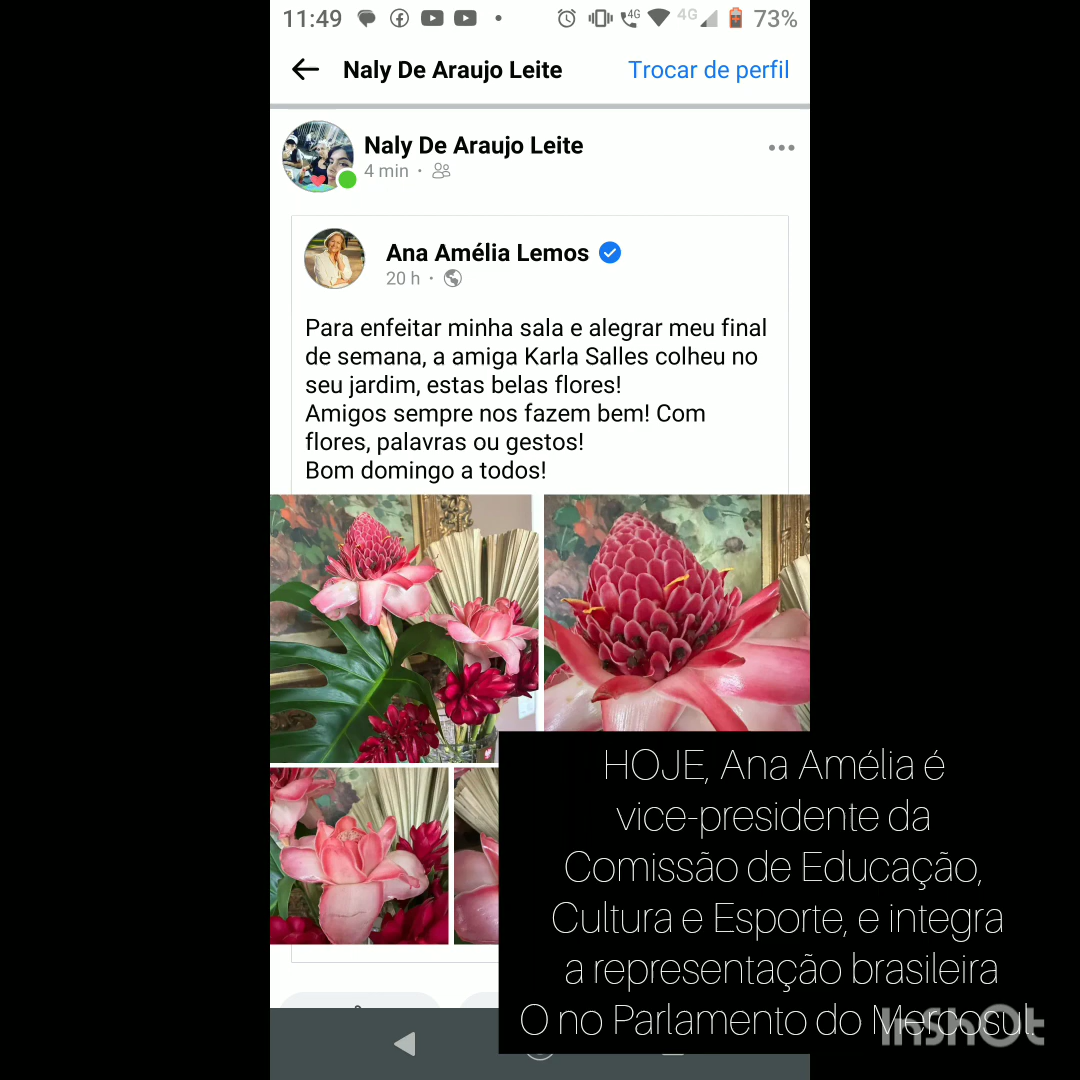 11:49
4G
4G
73%
Naly De Araujo Leite
Trocar de perfil
Naly De Araujo Leite
4 min ·
Ana Amélia Lemos
20 h ·
Para enfeitar minha sala e alegrar meu final
de semana, a amiga Karla Salles colheu no
seu jardim, estas belas flores!
Amigos sempre nos fazem bem! Com
flores, palavras ou gestos!
Bom domingo a todos!
HOJE, Ana Amélia é
vice-presidente da
Comissão de Educação,
Cultura e Esporte, e integra
a representação brasileira
O no Parlamento do Mercosul.
InShOt